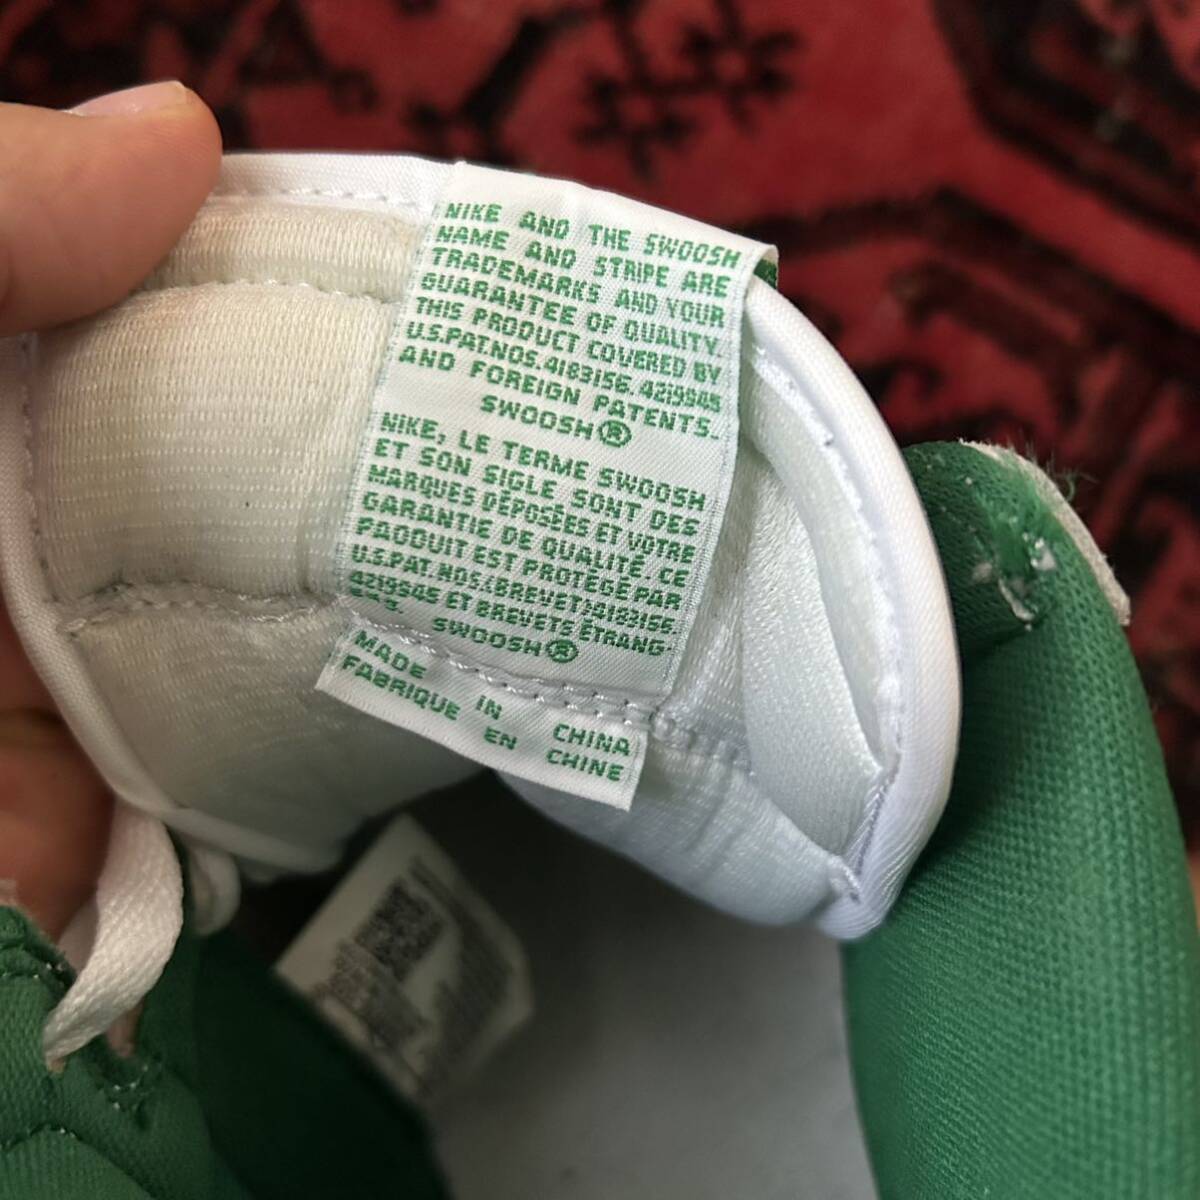 NIKE AND THE SWOOSH
NAME AND STRIPE ARE
TRADEMARKS AND YOUR
GUARANTEE OF QUALITY.
THIS PRODUCT COVERED BY
U.S.PAT.NOS.4183156,4219945
AND FOREIGN PATENTS.
SWOOSH®
NIKE, LE TERME SWOOSH
ET SON SIGLE SONT DES
MARQUES DÉPOSÉES ET VOTRE
GARANTIE DE QUALITÉ. CE
PRODUIT EST PROTÉGÉ PAR
U.S.PAT.NOS.(BREVET)4183156,
4219945 ET BREVETS ÉTRANG-
SWOOSH®
MADE IN CHINA
FABRIQUE EN CHINE